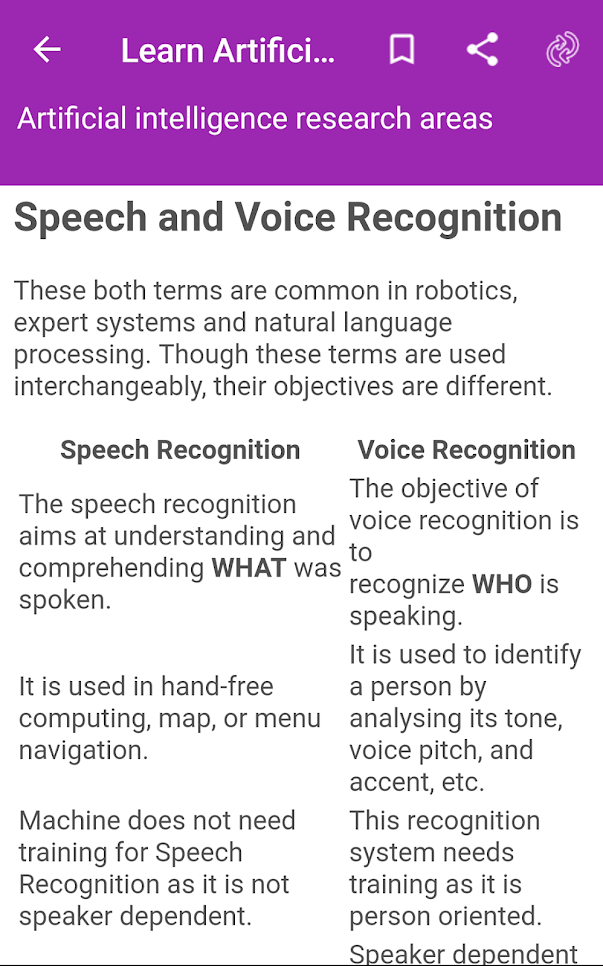 Learn Artifici...
Artificial intelligence research areas
Speech and Voice Recognition
These both terms are common in robotics,
expert systems and natural language
processing. Though these terms are used
interchangeably, their objectives are different.
Speech Recognition
Voice Recognition
The speech recognition
aims at understanding and
comprehending WHAT was
spoken.
The objective of
voice recognition is
to
recognize WHO is
speaking.
It is used in hand-free
computing, map, or menu
navigation.
It is used to identify
a person by
analysing its tone,
voice pitch, and
accent, etc.
Machine does not need
training for Speech
Recognition as it is not
speaker dependent.
This recognition
system needs
training as it is
person oriented.
Speaker dependent